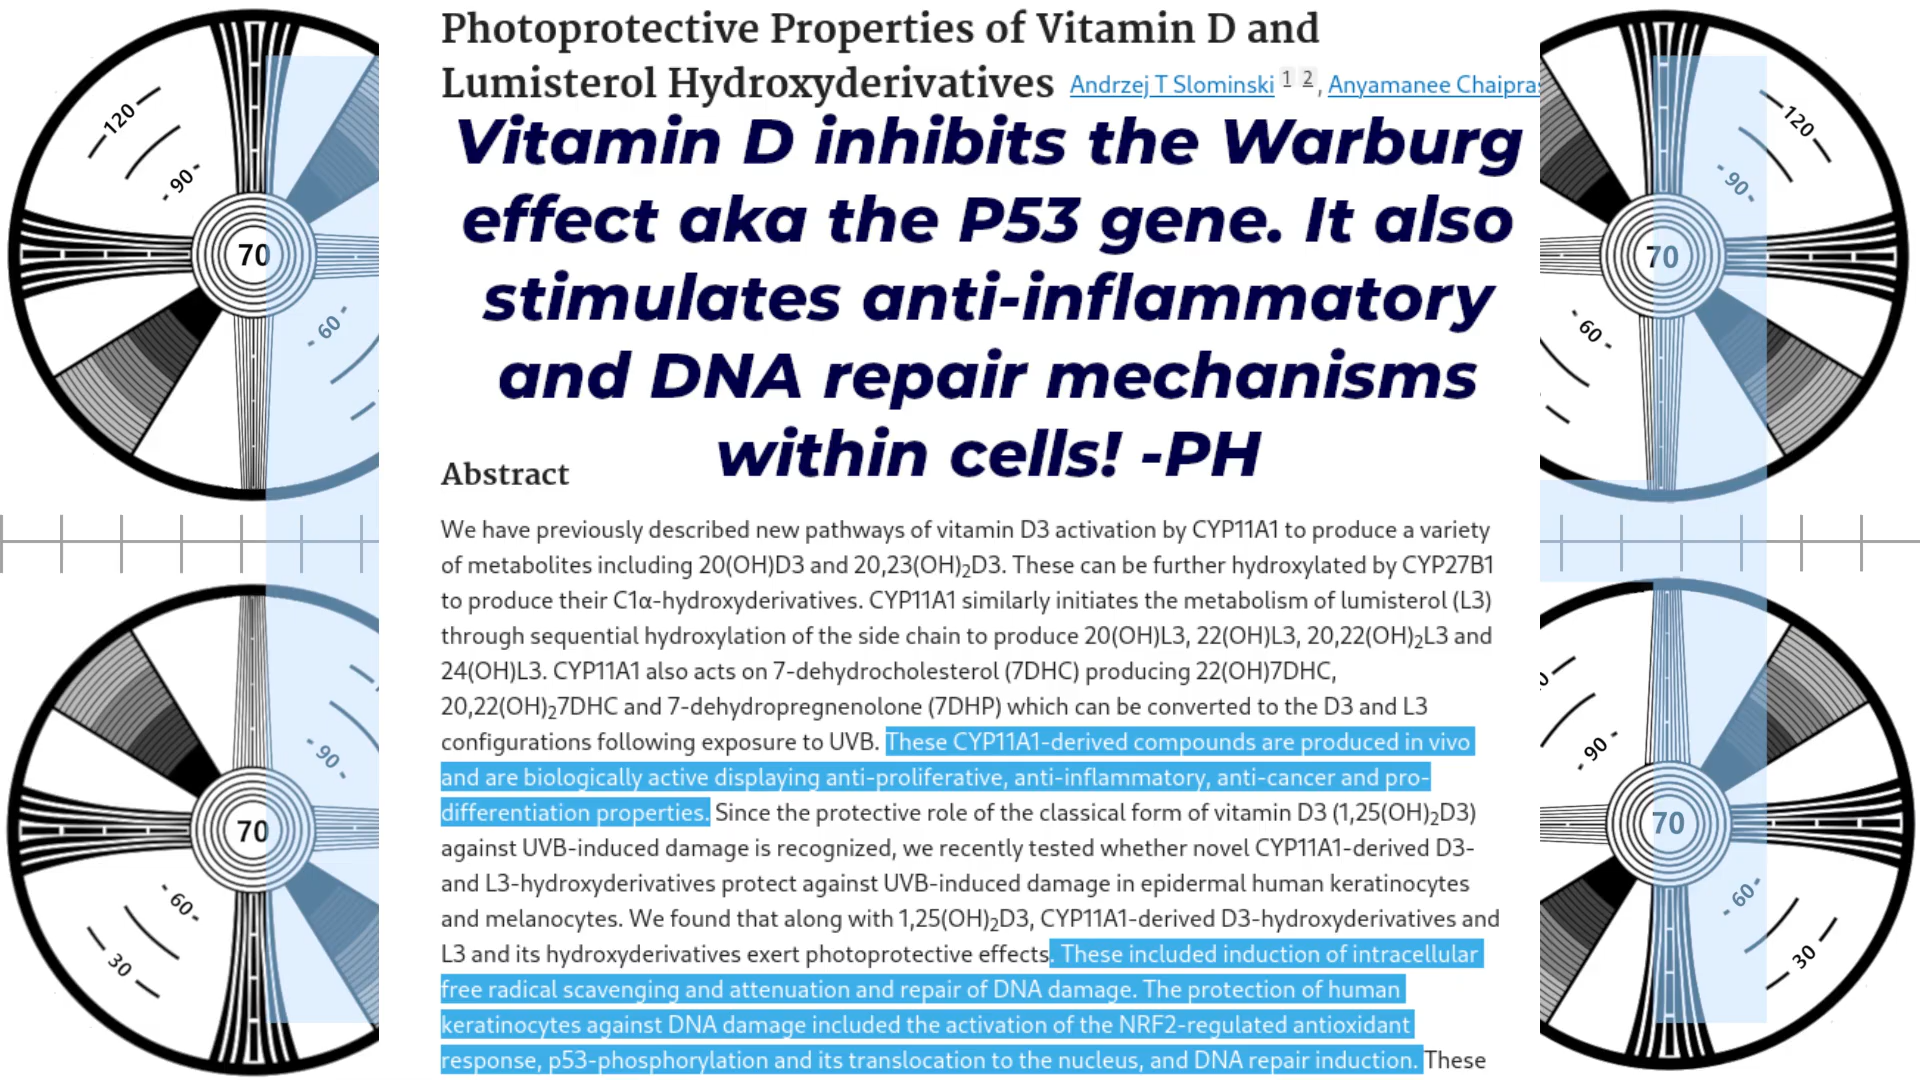 Photoprotective Properties of Vitamin D and
Lumisterol Hydroxyderivatives Andrzej T Slominski 1 2, Anyamanee Chaipras
Vitamin D inhibits the Warburg
effect aka the P53 gene. It also
stimulates anti-inflammatory
and DNA repair mechanisms
within cells! -PH
Abstract
We have previously described new pathways of vitamin D3 activation by CYP11A1 to produce a variety
of metabolites including 20(OH)D3 and 20,23(OH)₂D3. These can be further hydroxylated by CYP27B1
to produce their C1α-hydroxyderivatives. CYP11A1 similarly initiates the metabolism of lumisterol (L3)
through sequential hydroxylation of the side chain to produce 20(OH)L3, 22(OH)L3, 20,22(OH)₂L3 and
24(OH)L3. CYP11A1 also acts on 7-dehydrocholesterol (7DHC) producing 22(OH)7DHC,
20,22(OH)₂7DHC and 7-dehydropregnenolone (7DHP) which can be converted to the D3 and L3
configurations following exposure to UVB. These CYP11A1-derived compounds are produced in vivo
and are biologically active displaying anti-proliferative, anti-inflammatory, anti-cancer and pro-
differentiation properties. Since the protective role of the classical form of vitamin D3 (1,25(OH)₂D3)
against UVB-induced damage is recognized, we recently tested whether novel CYP11A1-derived D3-
and L3-hydroxyderivatives protect against UVB-induced damage in epidermal human keratinocytes
and melanocytes. We found that along with 1,25(OH)₂D3, CYP11A1-derived D3-hydroxyderivatives and
L3 and its hydroxyderivatives exert photoprotective effects. These included induction of intracellular
free radical scavenging and attenuation and repair of DNA damage. The protection of human
keratinocytes against DNA damage included the activation of the NRF2-regulated antioxidant
response, p53-phosphorylation and its translocation to the nucleus, and DNA repair induction. These
120
- 90 -
70
- 60 -
120
- 90 -
70
- 60 -
- 90 -
70
- 60 -
30
- 90 -
70
- 60 -
30